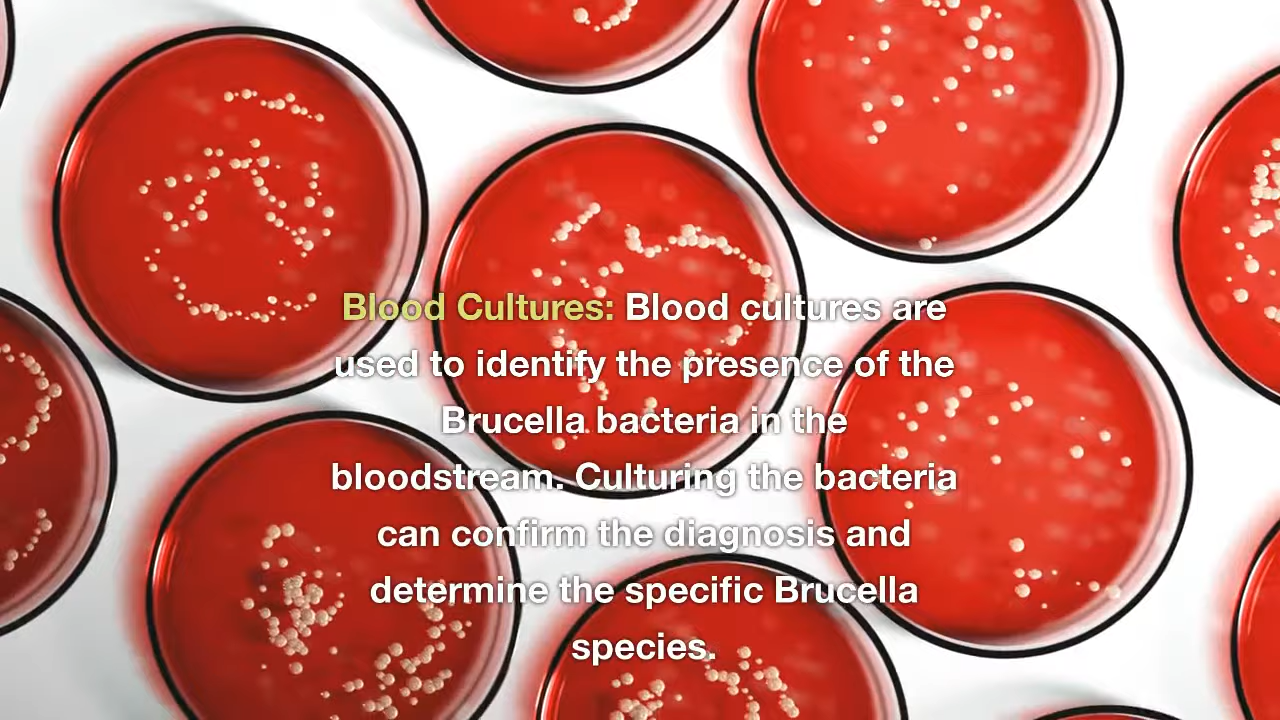 Blood Cultures: Blood cultures are
used to identify the presence of the
Brucella bacteria in the
bloodstream. Culturing the bacteria
can confirm the diagnosis and
determine the specific Brucella
species.